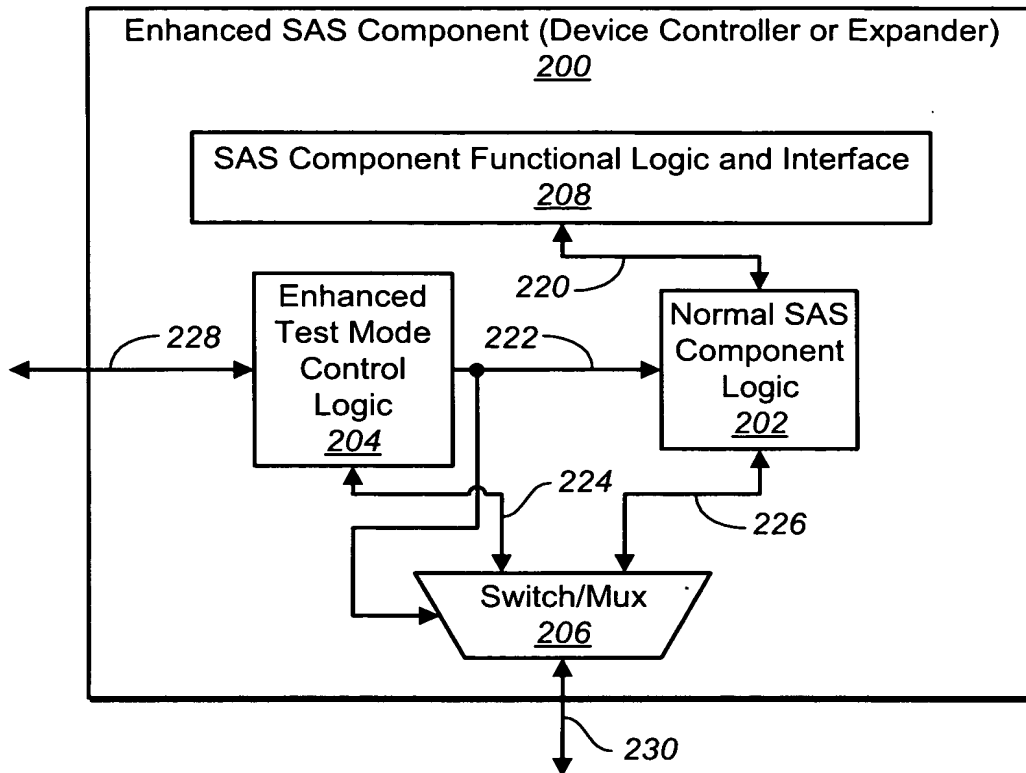 Enhanced SAS Component (Device Controller or Expander)
200
SAS Component Functional Logic and Interface
208
220
Enhanced
Test Mode
Control
Logic
204
228
222
Normal SAS
Component
Logic
202
224
226
Switch/Mux
206
230